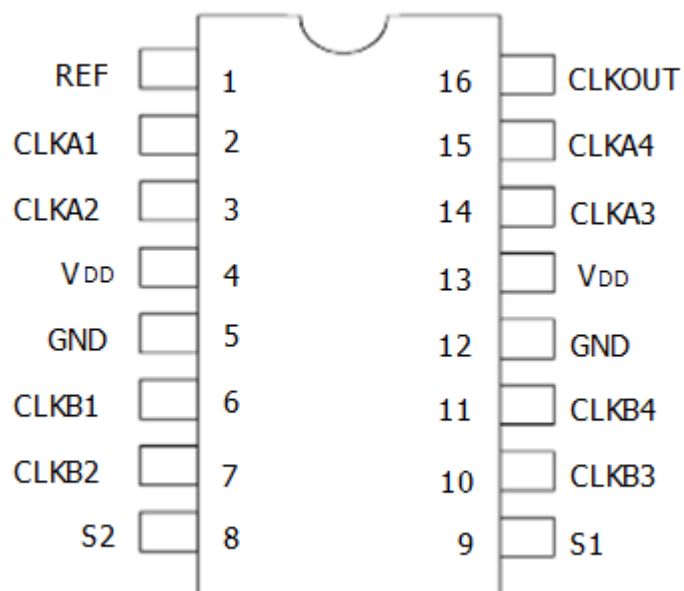 REF 1 16 CLKOUT
CLKA1 2 15 CLKA4
CLKA2 3 14 CLKA3
VDD 4 13 VDD
GND 5 12 GND
CLKB1 6 11 CLKB4
CLKB2 7 10 CLKB3
S2 8 9 S1